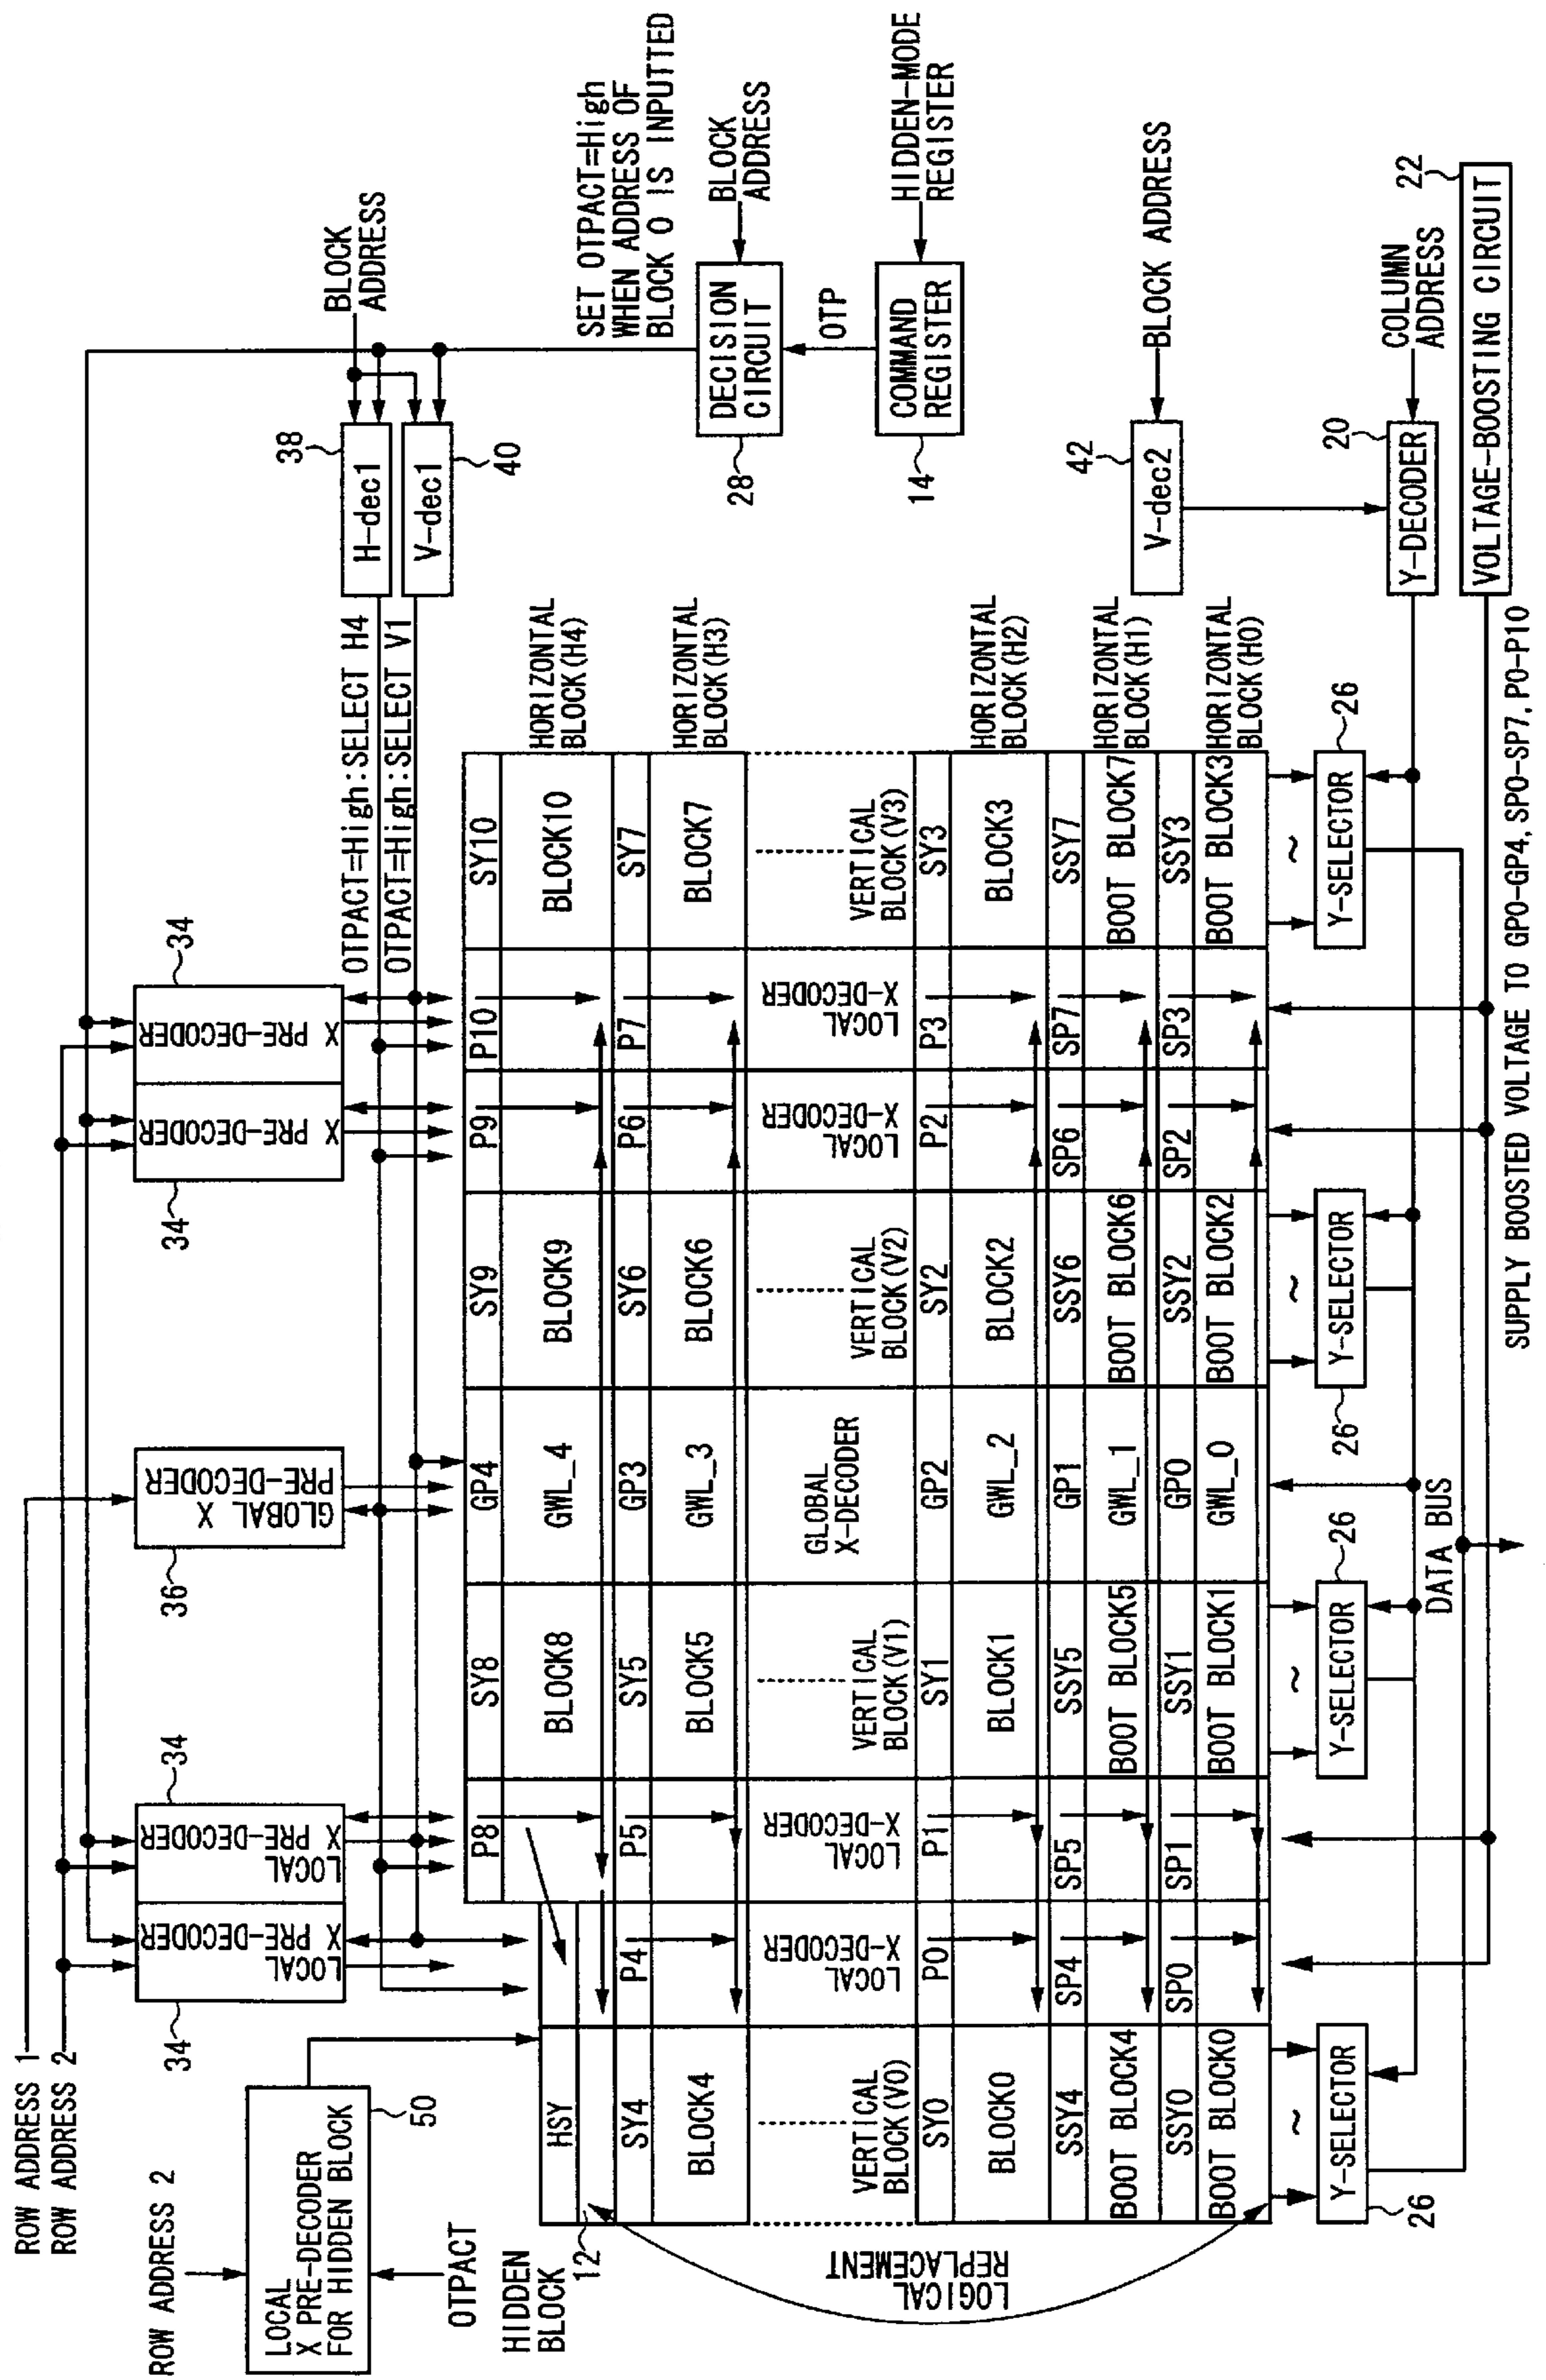 ROW ADDRESS 1
ROW ADDRESS 2
ROW ADDRESS 2
LOCAL
X PRE-DECODER
FOR HIDDEN BLOCK
50
OTPACT
HIDDEN
BLOCK
12
LOGICAL
REPLACEMENT
34
LOCAL
X PRE-DECODER
LOCAL
X PRE-DECODER
34
36
GLOBAL X
PRE-DECODER
34
X PRE-DECODER
X PRE-DECODER
34
OTPACT=High:SELECT H4
OTPACT=High:SELECT V1
38
H-dec1
V-dec1
40
BLOCK
ADDRESS
SET OTPACT=High
WHEN ADDRESS OF
BLOCK 0 IS INPUTTED
DECISION
CIRCUIT
28
BLOCK
ADDRESS
OTP
COMMAND
REGISTER
14
HIDDEN-MODE
REGISTER
42
V-dec2
BLOCK ADDRESS
20
Y-DECODER
COLUMN
ADDRESS
VOLTAGE-BOOSTING CIRCUIT
22
P8
SY8
GP4
SY9
P9
P10
SY10
HSY
BLOCK8
GWL_4
BLOCK9
BLOCK10
HORIZONTAL
BLOCK(H4)
SY4
P4
P5
SY5
GP3
SY6
P6
P7
SY7
BLOCK4
BLOCK5
GWL_3
BLOCK6
BLOCK7
HORIZONTAL
BLOCK(H3)
VERTICAL
BLOCK(V0)
LOCAL
X-DECODER
LOCAL
X-DECODER
VERTICAL
BLOCK(V1)
GLOBAL
X-DECODER
VERTICAL
BLOCK(V2)
LOCAL
X-DECODER
LOCAL
X-DECODER
VERTICAL
BLOCK(V3)
SY0
P0
P1
SY1
GP2
SY2
P2
P3
SY3
BLOCK0
BLOCK1
GWL_2
BLOCK2
BLOCK3
HORIZONTAL
BLOCK(H2)
SSY4
SP4
SP5
SSY5
GP1
SSY6
SP6
SP7
SSY7
BOOT BLOCK4
BOOT BLOCK5
GWL_1
BOOT BLOCK6
BOOT BLOCK7
HORIZONTAL
BLOCK(H1)
SSY0
SP0
SP1
SSY1
GP0
SSY2
SP2
SP3
SSY3
BOOT BLOCK0
BOOT BLOCK1
GWL_0
BOOT BLOCK2
BOOT BLOCK3
HORIZONTAL
BLOCK(H0)
~
~
~
~
Y-SELECTOR
26
Y-SELECTOR
26
Y-SELECTOR
26
Y-SELECTOR
26
DATA BUS
SUPPLY BOOSTED VOLTAGE TO GP0-GP4, SP0-SP7, P0-P10